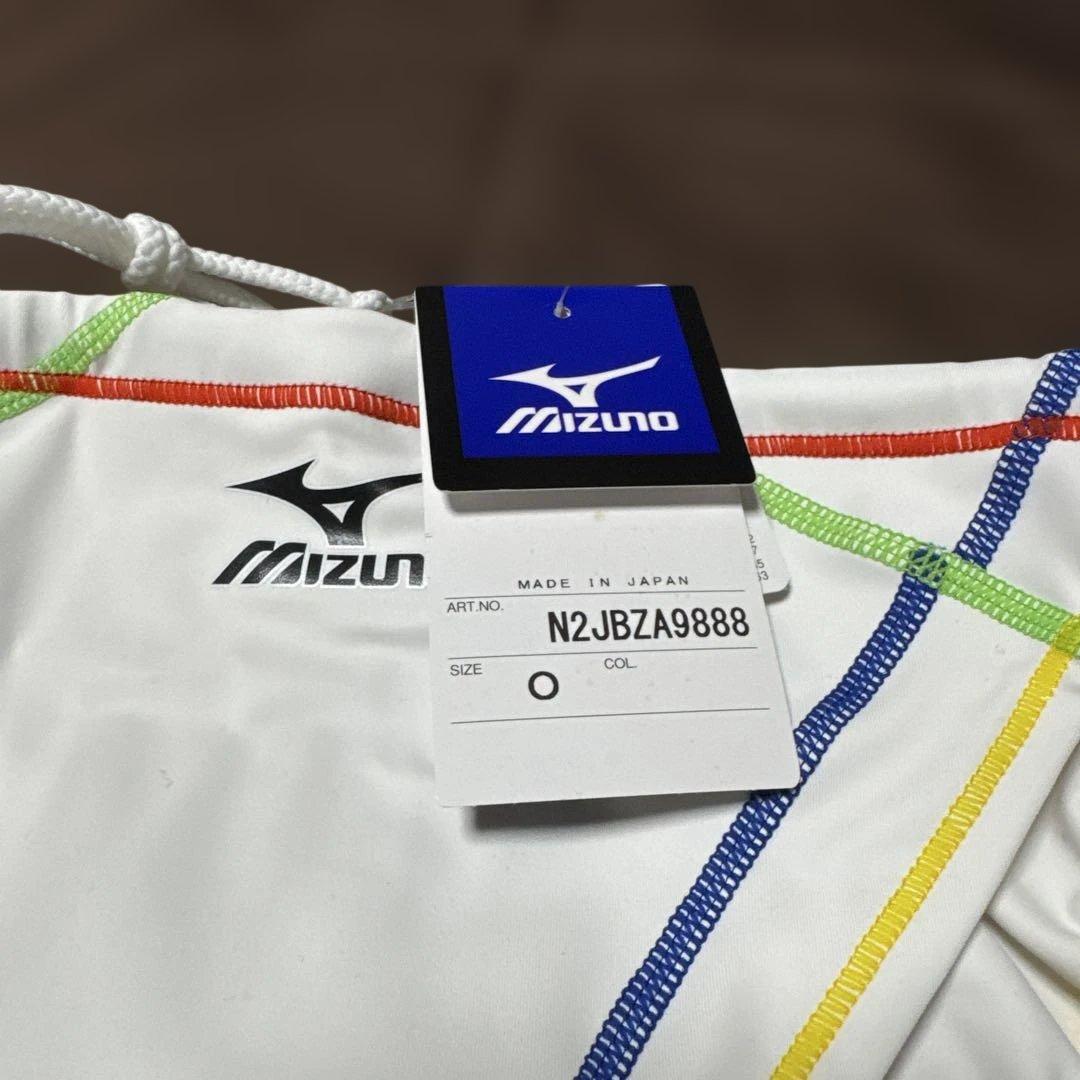 MIZUNO
MIZUN
MADE IN JAPAN
ART.NO.
N2JBZA9888
SIZE
O
COL.